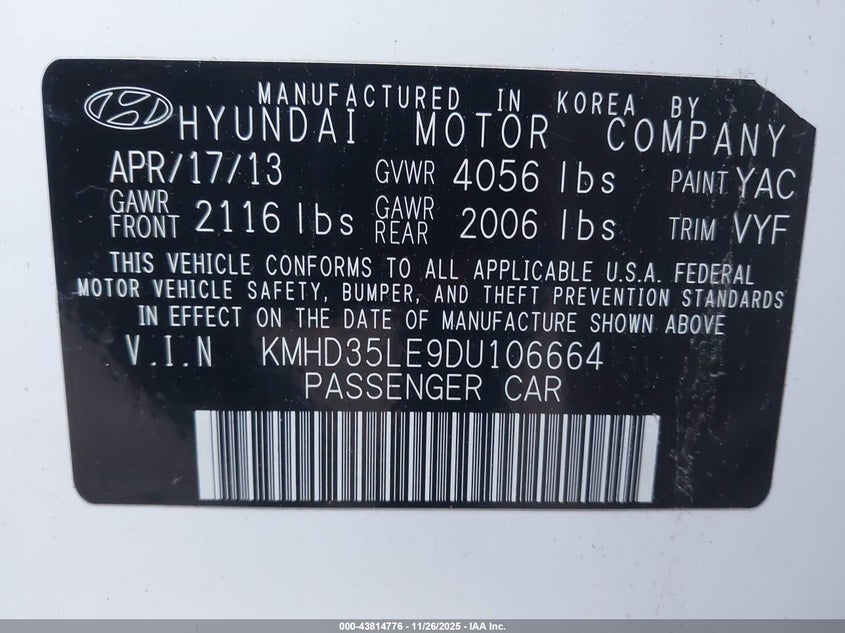 MANUFACTURED IN KOREA BY
HYUNDAI MOTOR COMPANY
APR/17/13 GVWR 4056 lbs PAINT YAC
GAWR FRONT 2116 lbs GAWR REAR 2006 lbs TRIM VYF
THIS VEHICLE CONFORMS TO ALL APPLICABLE U.S.A. FEDERAL
MOTOR VEHICLE SAFETY, BUMPER, AND THEFT PREVENTION STANDARDS
IN EFFECT ON THE DATE OF MANUFACTURE SHOWN ABOVE
V.I.N KMHD35LE9DU106664
PASSENGER CAR
000-43814776 - 11/26/2025 - IAA Inc.